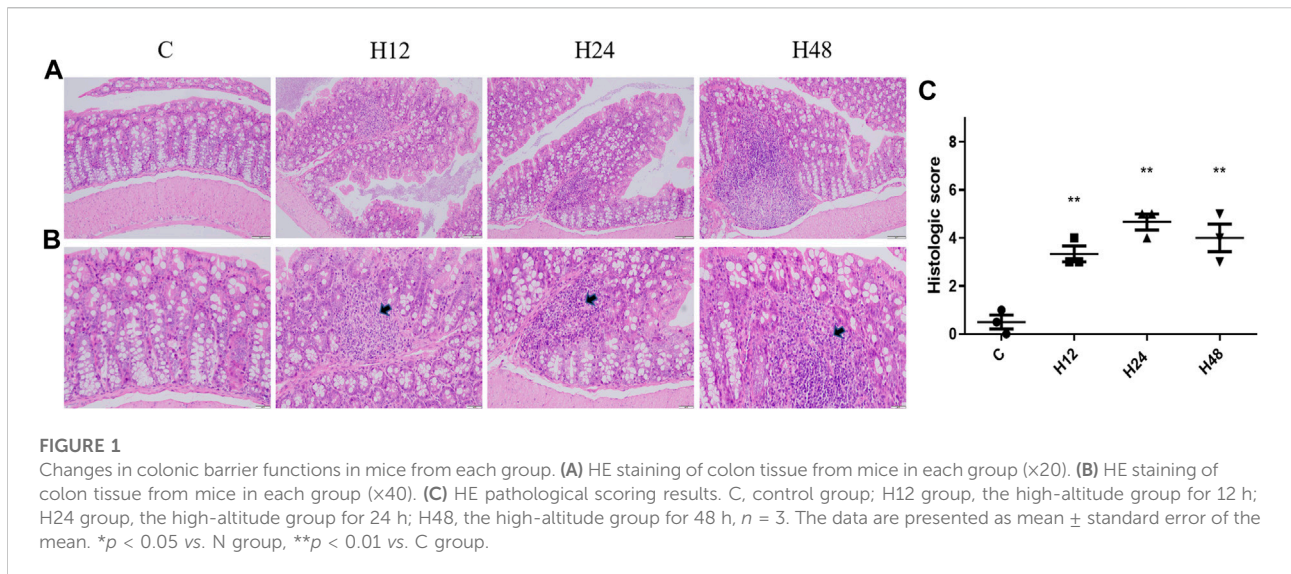 C H12 H24 H48
A
B
C
Histologic score
8
6
4
2
0
**
**
**
C
H12
H24
H48
FIGURE 1
Changes in colonic barrier functions in mice from each group. (A) HE staining of colon tissue from mice in each group (×20). (B) HE staining of
colon tissue from mice in each group (×40). (C) HE pathological scoring results. C, control group; H12 group, the high-altitude group for 12 h;
H24 group, the high-altitude group for 24 h; H48, the high-altitude group for 48 h, n = 3. The data are presented as mean ± standard error of the
mean. *p < 0.05 vs. N group, **p < 0.01 vs. C group.